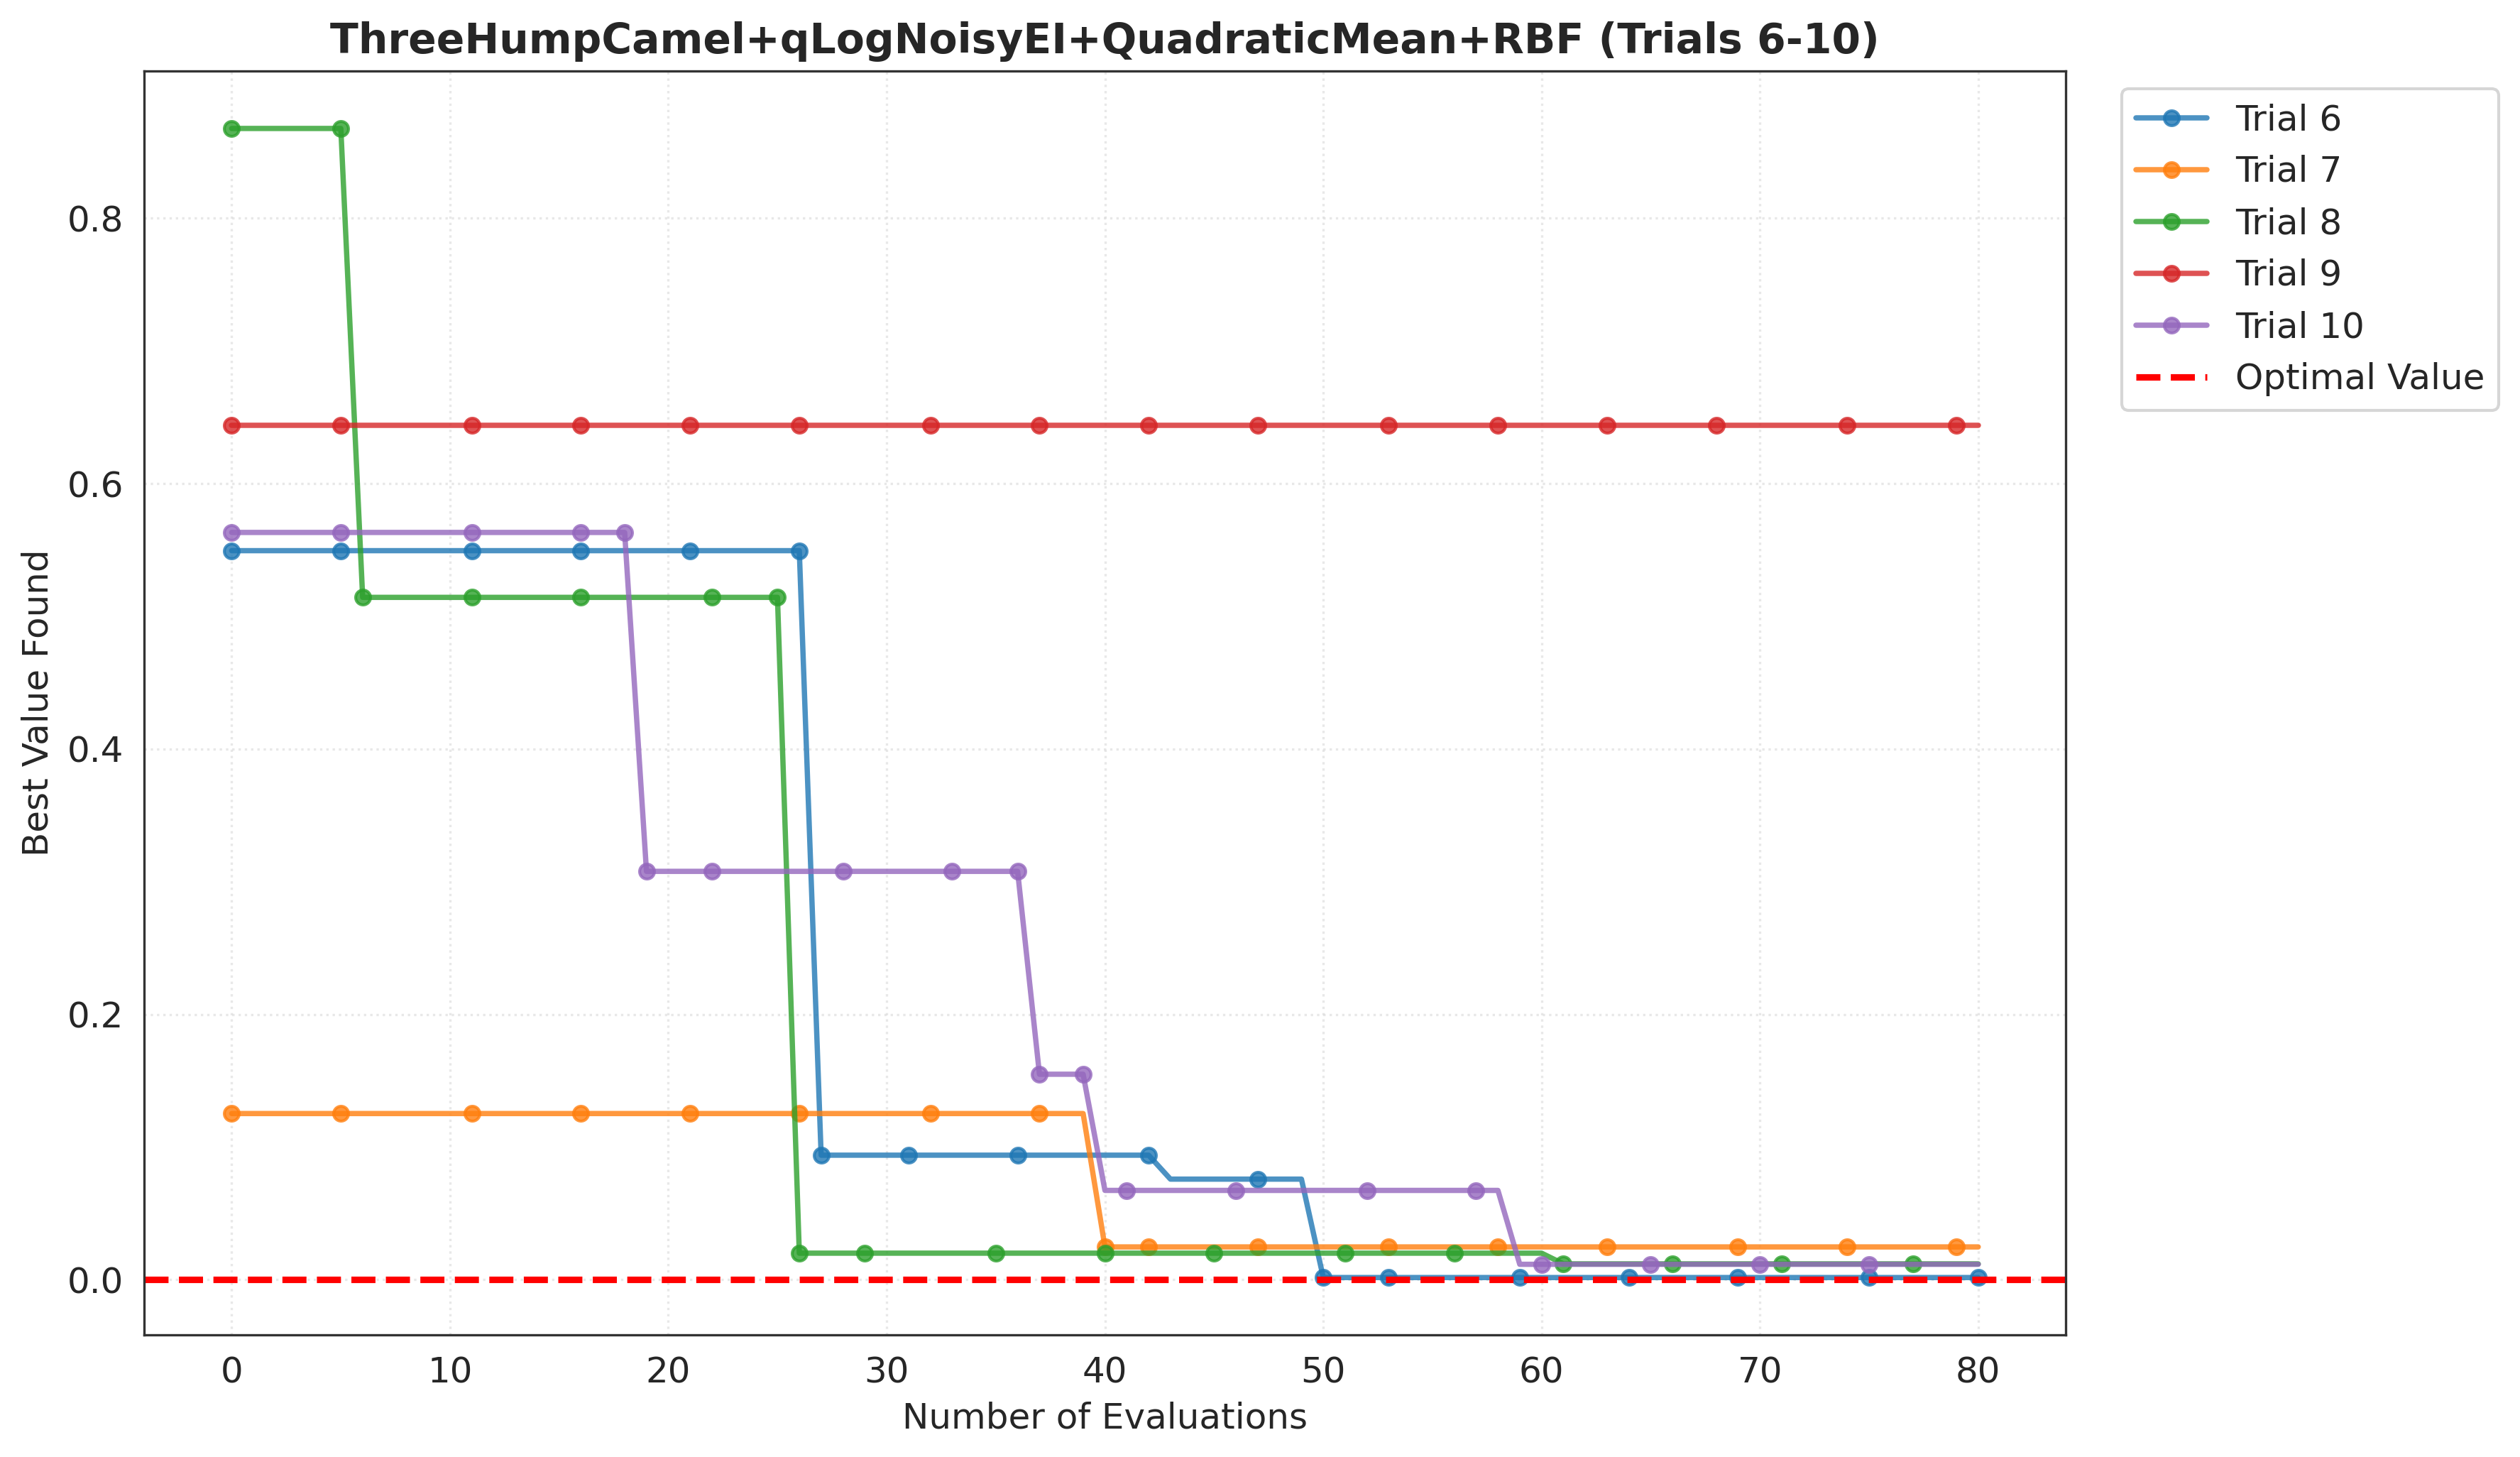 ThreeHumpCamel+qLogNoisyEI+QuadraticMean+RBF (Trials 6-10)
Trial 6
Trial 7
Trial 8
Trial 9
Trial 10
Optimal Value
Best Value Found
0.8
0.6
0.4
0.2
0.0
0 10 20 30 40 50 60 70 80
Number of Evaluations